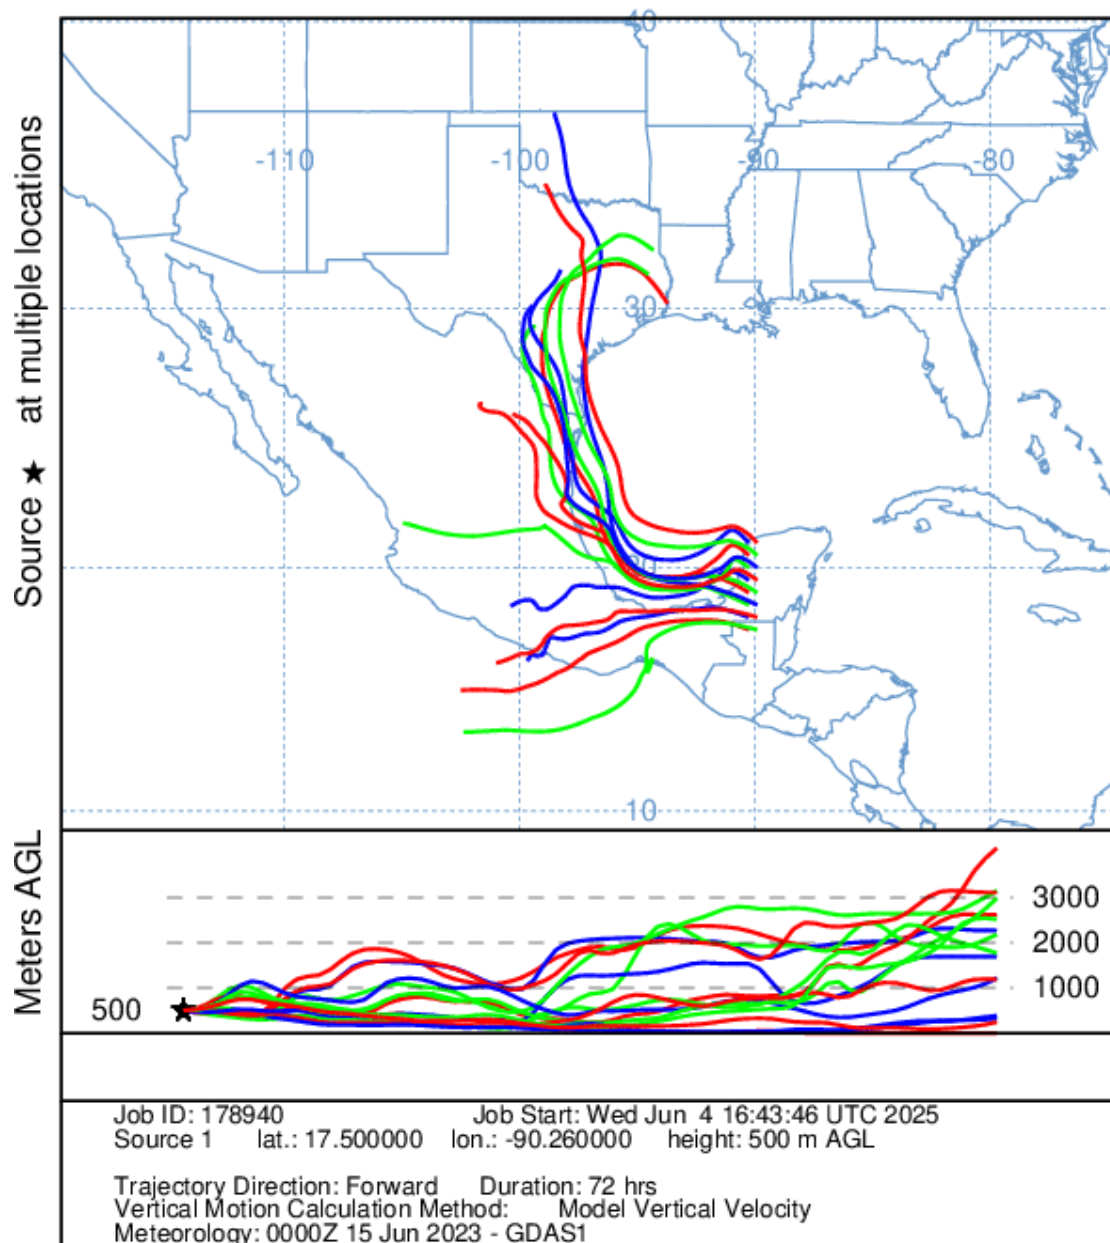 40
-110
-100
-90
-80
30
20
10
Source ★ at multiple locations
Meters AGL
500
3000
2000
1000
Job ID: 178940 Job Start: Wed Jun 4 16:43:46 UTC 2025
Source 1 lat.: 17.500000 lon.: -90.260000 height: 500 m AGL
Trajectory Direction: Forward Duration: 72 hrs
Vertical Motion Calculation Method: Model Vertical Velocity
Meteorology: 0000Z 15 Jun 2023 - GDAS1